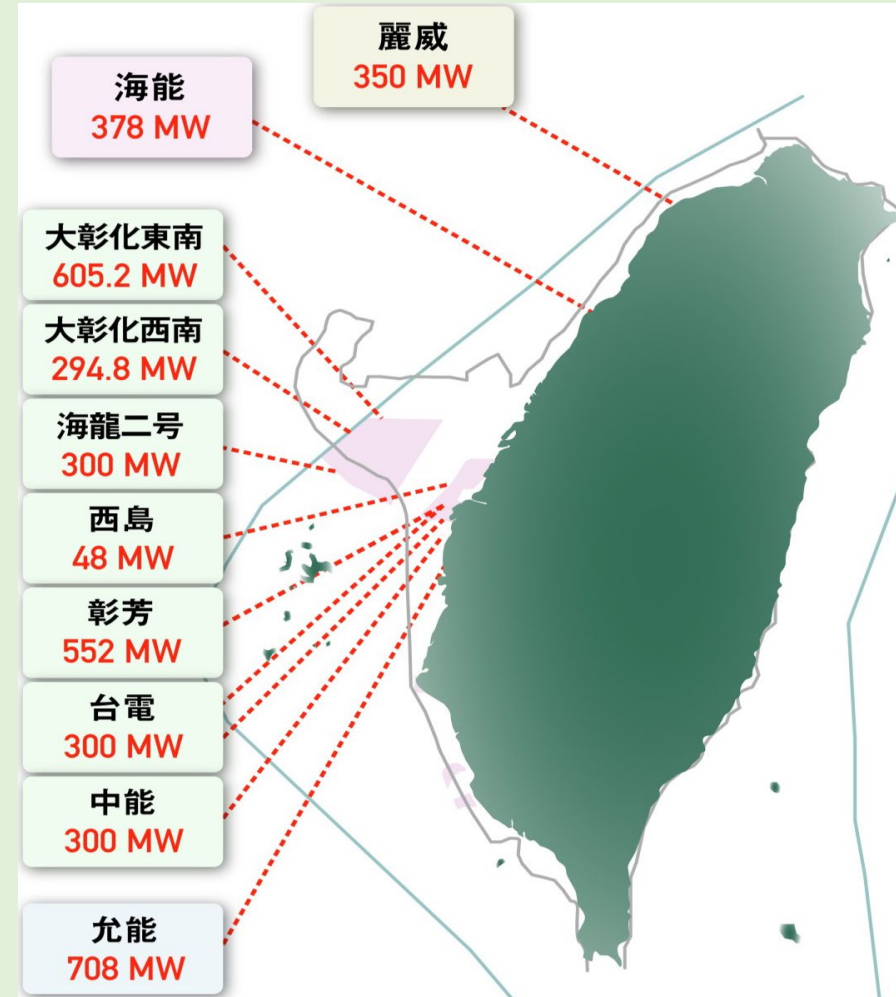 麗威
350 MW
海能
378 MW
大彰化東南
605.2 MW
大彰化西南
294.8 MW
海龍二号
300 MW
西島
48 MW
彰芳
552 MW
台電
300 MW
中能
300 MW
允能
708 MW